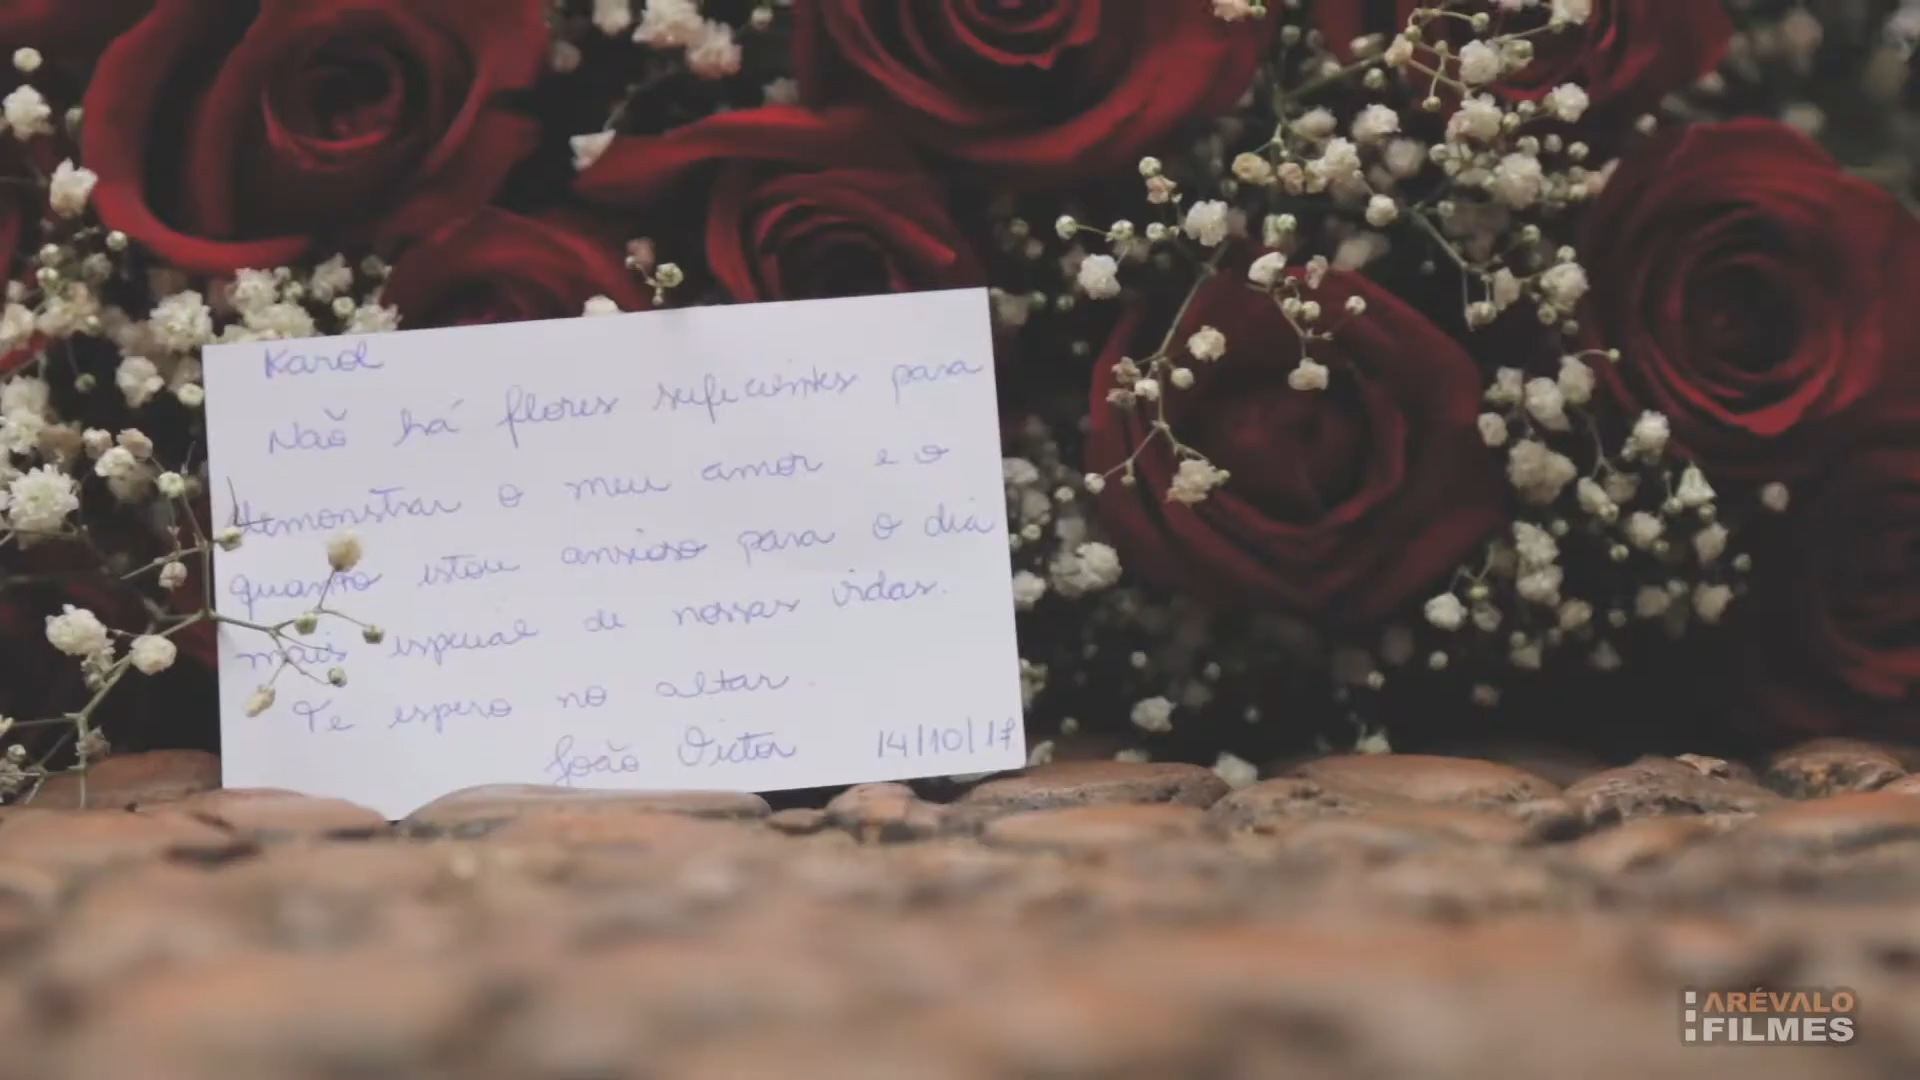 Karol
Não há flores suficientes para
demonstrar o meu amor e o
quanto estou ansioso para o dia
mais especial de nossas vidas.
Te espero no altar.
João Victor 14/10/17
ARÉVALO
FILMES